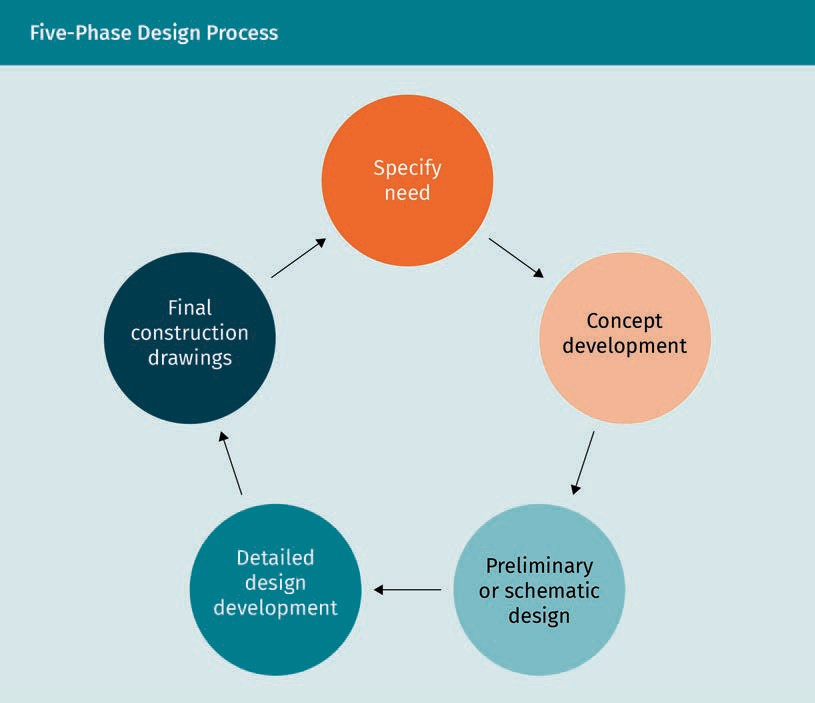 Five-Phase Design Process
Specify
need
Concept
development
Preliminary
or schematic
design
Detailed
design
development
Final
construction
drawings